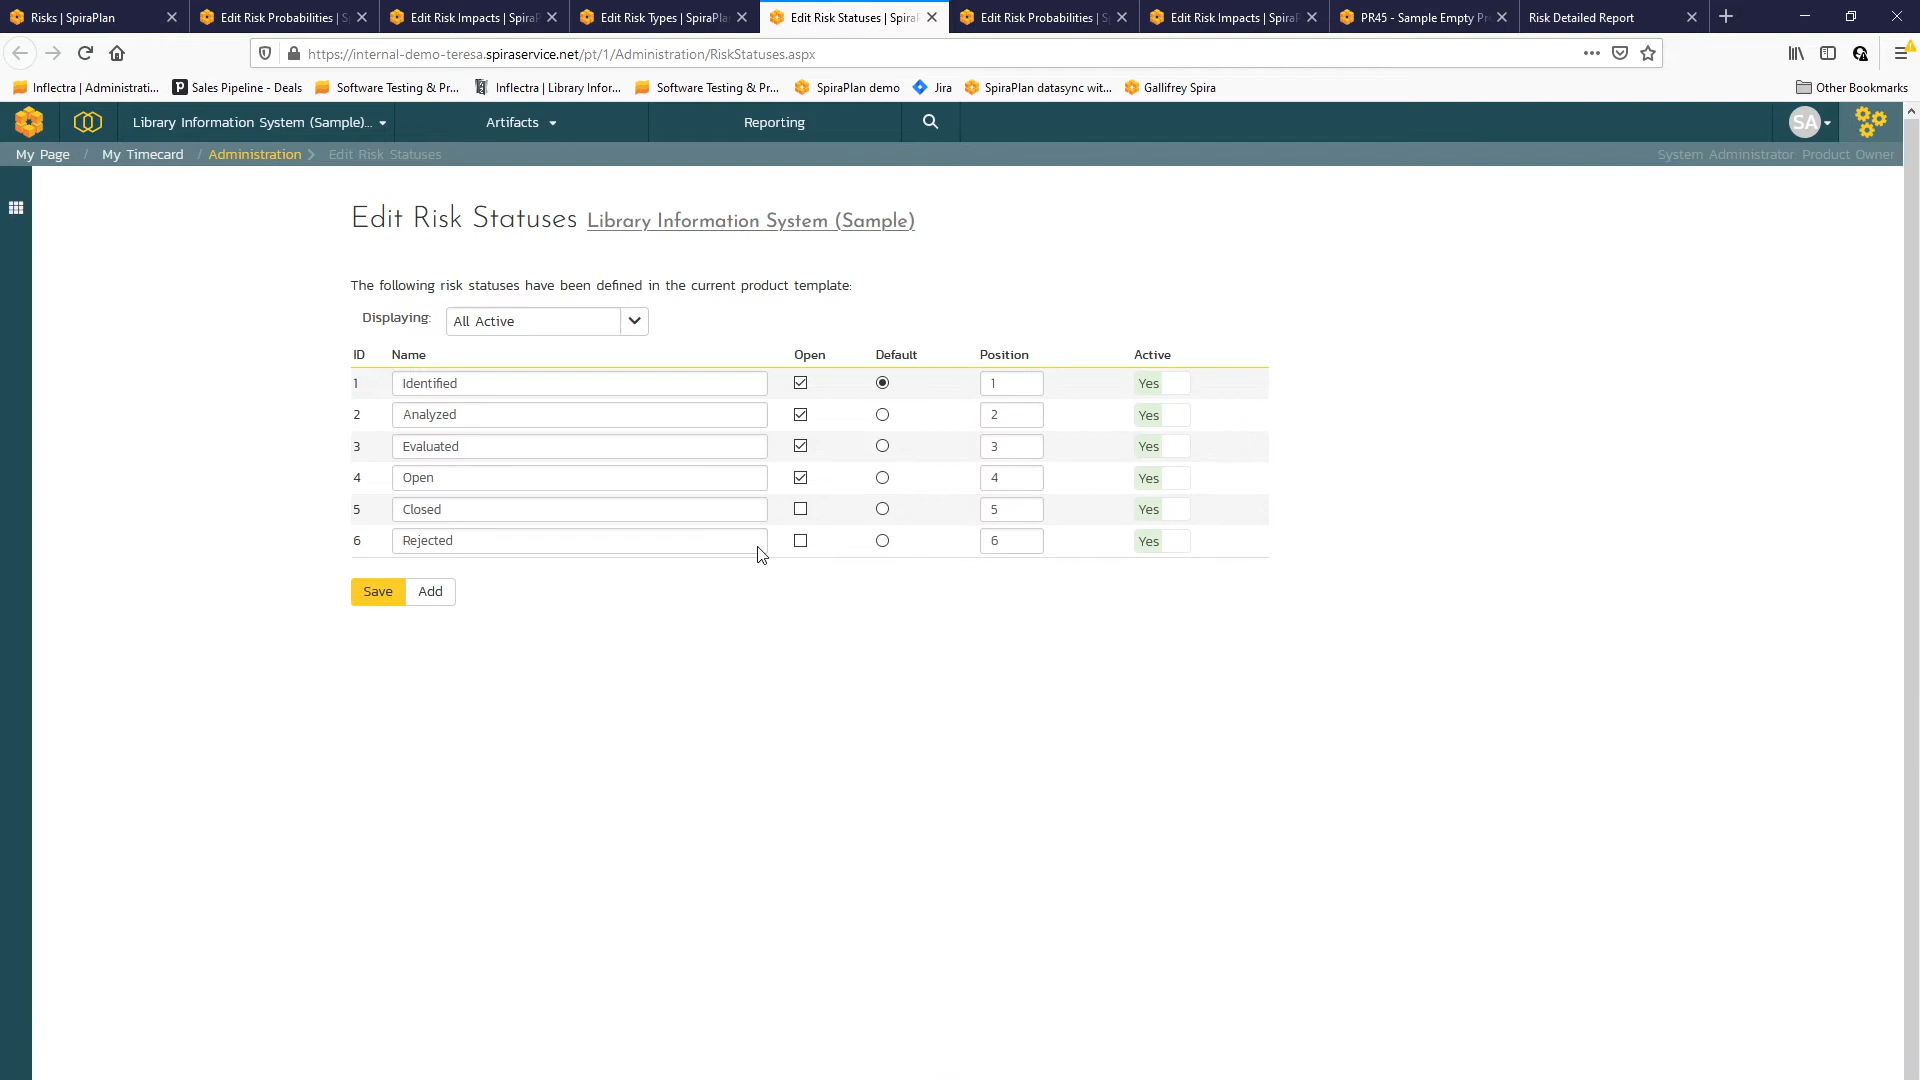 Risks | SpiraPlan
Edit Risk Probabilities | S
Edit Risk Impacts | SpiraP
Edit Risk Types | SpiraPla
Edit Risk Statuses | Spira
Edit Risk Probabilities | S
Edit Risk Impacts | SpiraP
PR45 - Sample Empty Pr
Risk Detailed Report
https://internal-demo-teresa.spiraservice.net/pt/1/Administration/RiskStatuses.aspx
Inflectra | Administrati...
Sales Pipeline - Deals
Software Testing & Pr...
Inflectra | Library Infor...
Software Testing & Pr...
SpiraPlan demo
Jira
SpiraPlan datasync wit...
Gallifrey Spira
Other Bookmarks
Library Information System (Sample)...
Artifacts
Reporting
SA
My Page / My Timecard / Administration > Edit Risk Statuses
System Administrator Product Owner
Edit Risk Statuses Library Information System (Sample)
The following risk statuses have been defined in the current product template:
Displaying: All Active
ID Name Open Default Position Active
1 Identified 1 Yes
2 Analyzed 2 Yes
3 Evaluated 3 Yes
4 Open 4 Yes
5 Closed 5 Yes
6 Rejected 6 Yes
Save Add